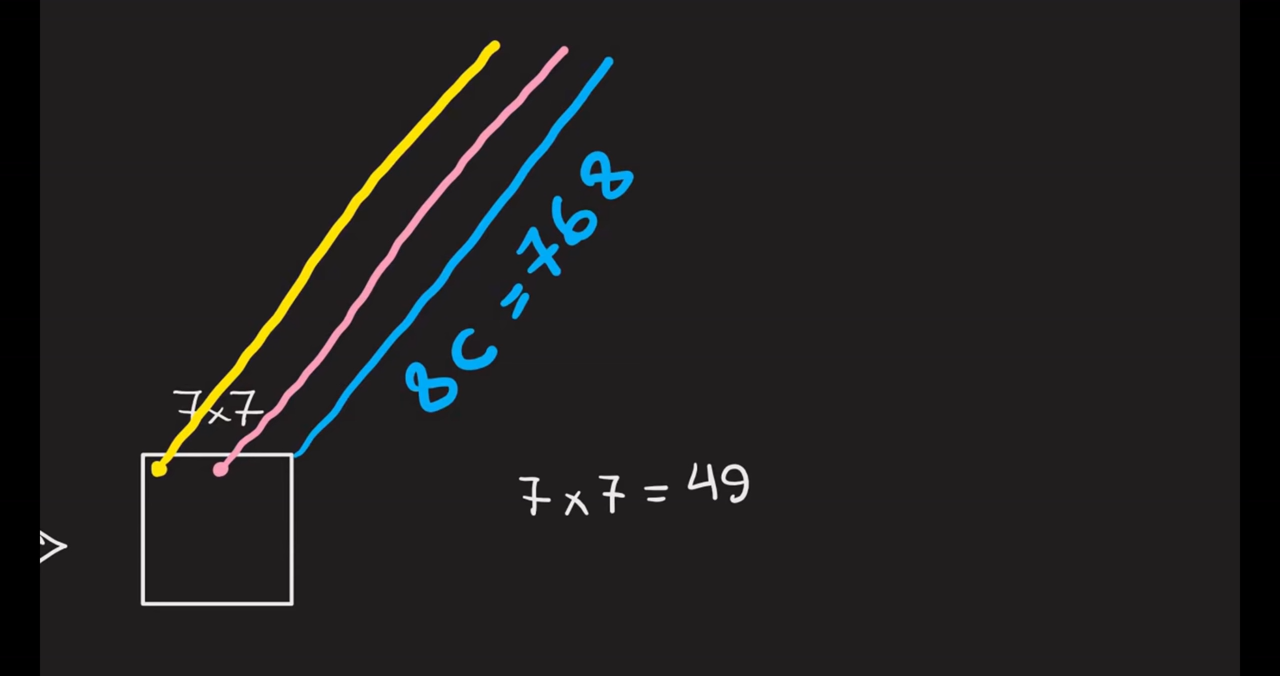 8C = 768
7x7
7 x 7 = 49